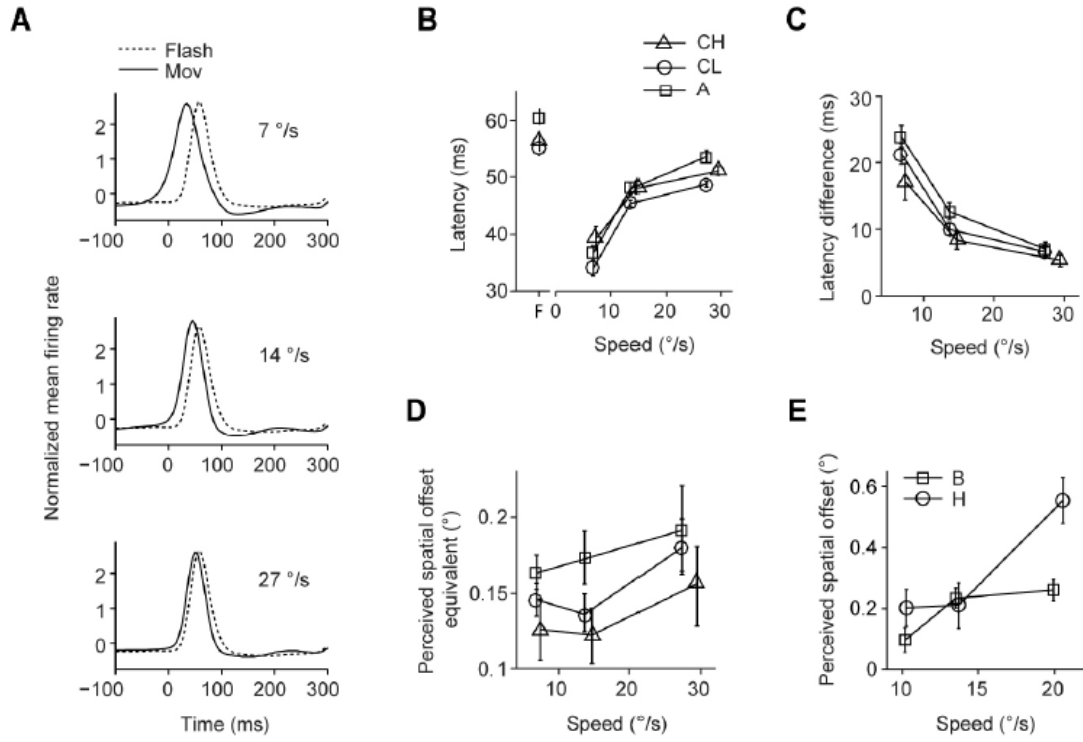 A
Flash
Mov
7 °/s
2
1
0
−100 0 100 200 300
14 °/s
2
1
0
−100 0 100 200 300
27 °/s
2
1
0
−100 0 100 200 300
Normalized mean firing rate
Time (ms)
B
CH
CL
A
60
50
40
30
Latency (ms)
F 0 10 20 30
Speed (°/s)
C
30
20
10
0
Latency difference (ms)
10 20 30
Speed (°/s)
D
0.2
0.15
0.1
Perceived spatial offset
equivalent (°)
10 20 30
Speed (°/s)
E
B
H
0.6
0.4
0.2
0
Perceived spatial offset (°)
10 15 20
Speed (°/s)